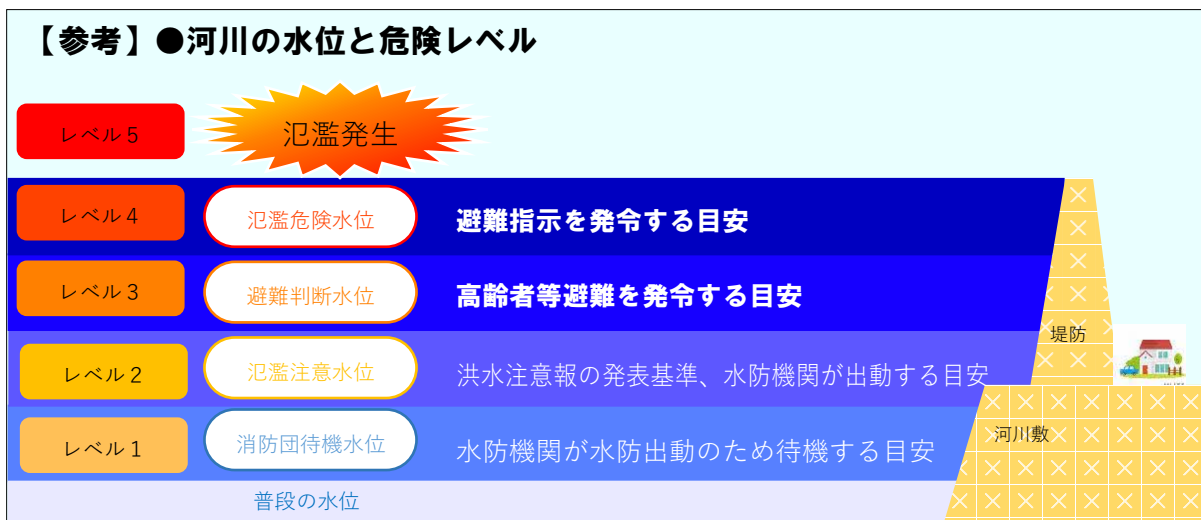 【参考】●河川の水位と危険レベル
レベル５
氾濫発生
レベル４
氾濫危険水位
避難指示を発令する目安
レベル３
避難判断水位
高齢者等避難を発令する目安
堤防
レベル２
氾濫注意水位
洪水注意報の発表基準、水防機関が出動する目安
レベル１
消防団待機水位
水防機関が水防出動のため待機する目安
河川敷
普段の水位